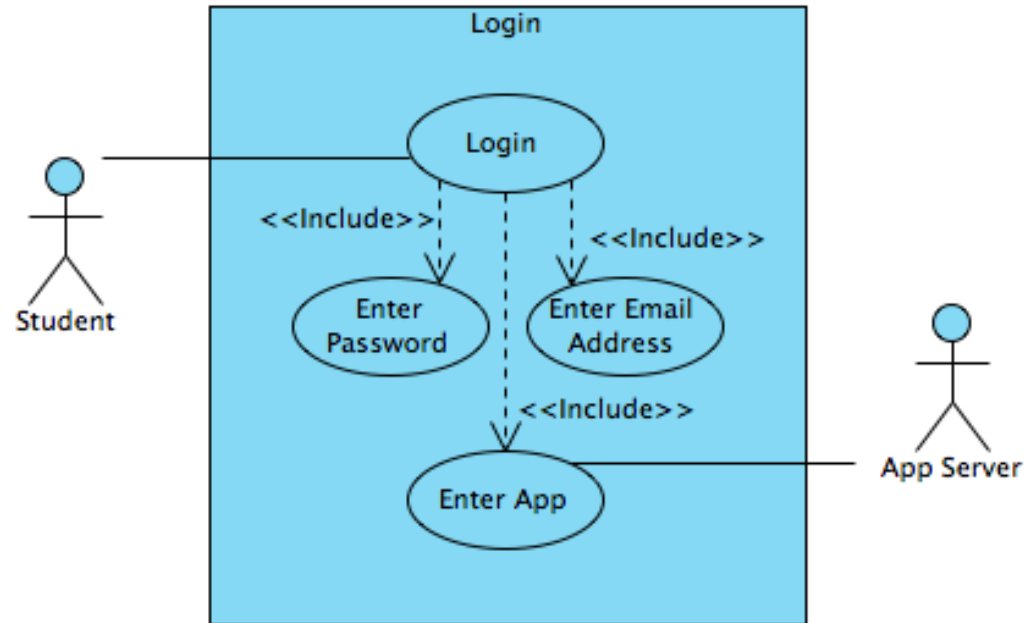 Login
Login
<<Include>>
<<Include>>
Enter
Password
Enter Email
Address
Student
<<Include>>
App Server
Enter App